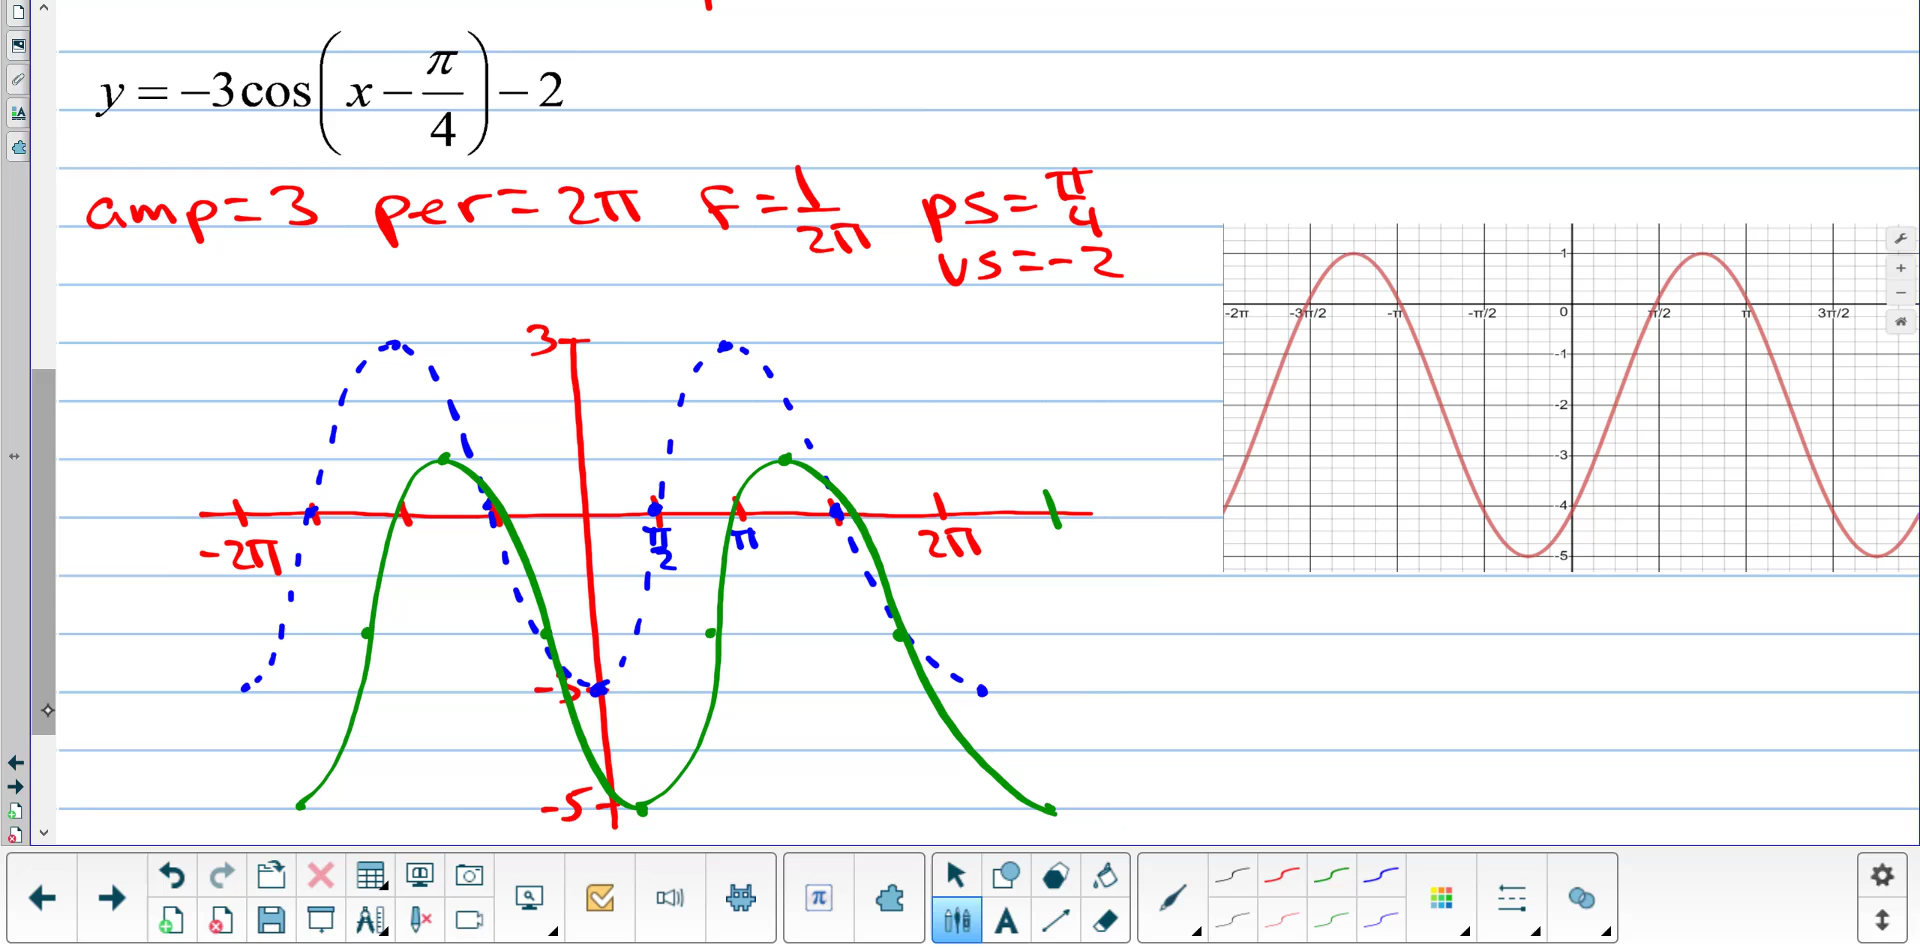 y = −3cos(x − π/4) − 2
amp = 3 per = 2π F = 1/2π ps = π/4
vs = -2
3
-2π π/2 π 2π
-3
-5
1
-2π -3π/2 -π -π/2 0 π/2 π 3π/2
-1
-2
-3
-4
-5
π
A